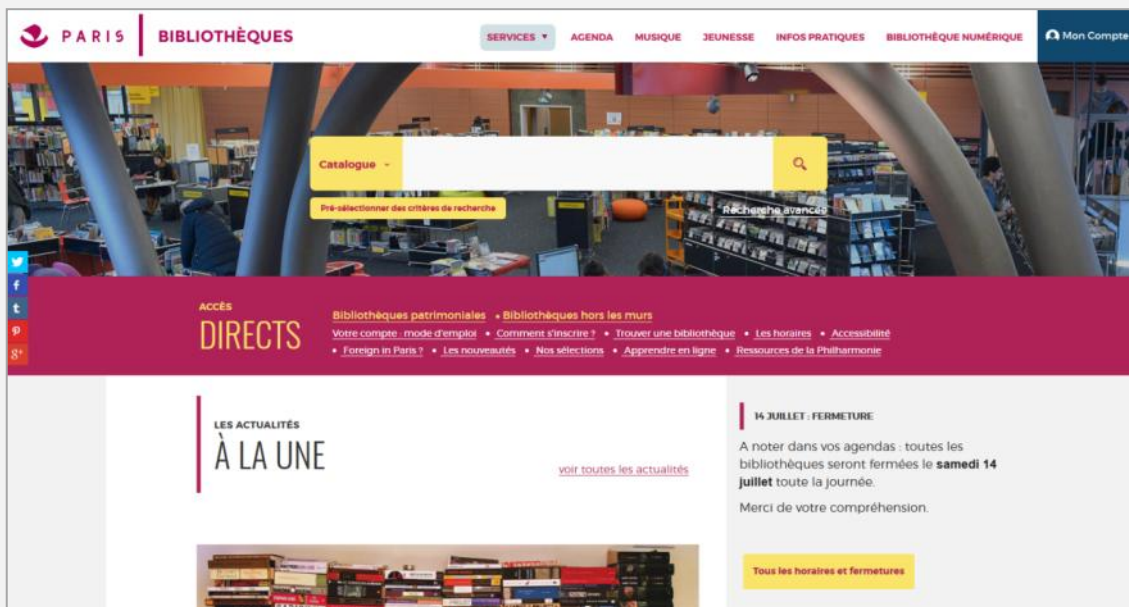 PARIS BIBLIOTHÈQUES
SERVICES ▼ AGENDA MUSIQUE JEUNESSE INFOS PRATIQUES BIBLIOTHÈQUE NUMÉRIQUE Mon Compte
Catalogue
Pré-sélectionner des critères de recherche
Recherche avancée
ACCÈS
DIRECTS
Bibliothèques patrimoniales • Bibliothèques hors les murs
Votre compte : mode d'emploi • Comment s'inscrire ? • Trouver une bibliothèque • Les horaires • Accessibilité
• Foreign in Paris ? • Les nouveautés • Nos sélections • Apprendre en ligne • Ressources de la Philharmonie
LES ACTUALITÉS
À LA UNE
voir toutes les actualités
14 JUILLET : FERMETURE
A noter dans vos agendas : toutes les
bibliothèques seront fermées le samedi 14
juillet toute la journée.
Merci de votre compréhension.
Tous les horaires et fermetures